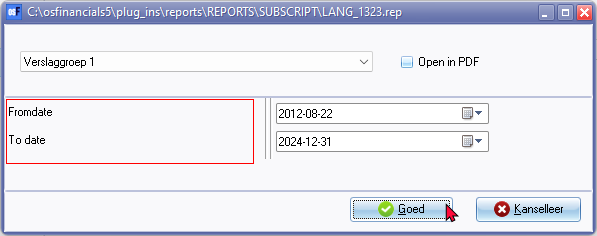 C:\osfinancials5\plug_ins\reports\REPORTS\SUBSCRIPT\LANG_1323.rep
Verslaggroep 1
Open in PDF
Fromdate 2012-08-22
To date 2024-12-31
Goed Kanselleer